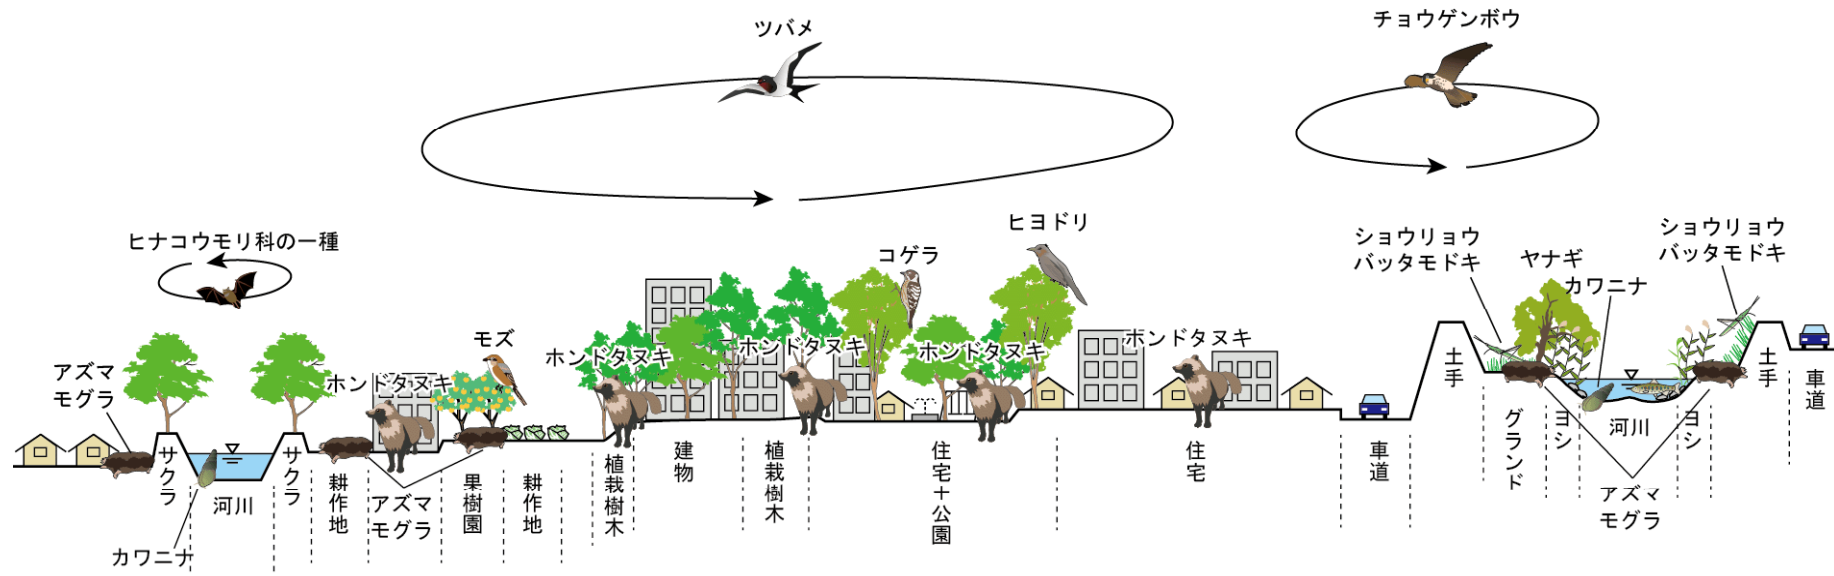 ツバメ
チョウゲンボウ
ヒナコウモリ科の一種
コゲラ
ヒヨドリ
ショウリョウ
バッタモドキ
ヤナギ
カワニナ
ショウリョウ
バッタモドキ
アズマ
モグラ
ホンドタヌキ
モズ
ホンドタヌキ
ホンドタヌキ
ホンドタヌキ
ホンドタヌキ
サクラ
河川
サクラ
耕作地
アズマ
モグラ
果樹園
耕作地
植栽樹木
建物
植栽樹木
住宅+公園
住宅
車道
土手
グランド
ヨシ
河川
ヨシ
土手
車道
アズマ
モグラ
カワニナ